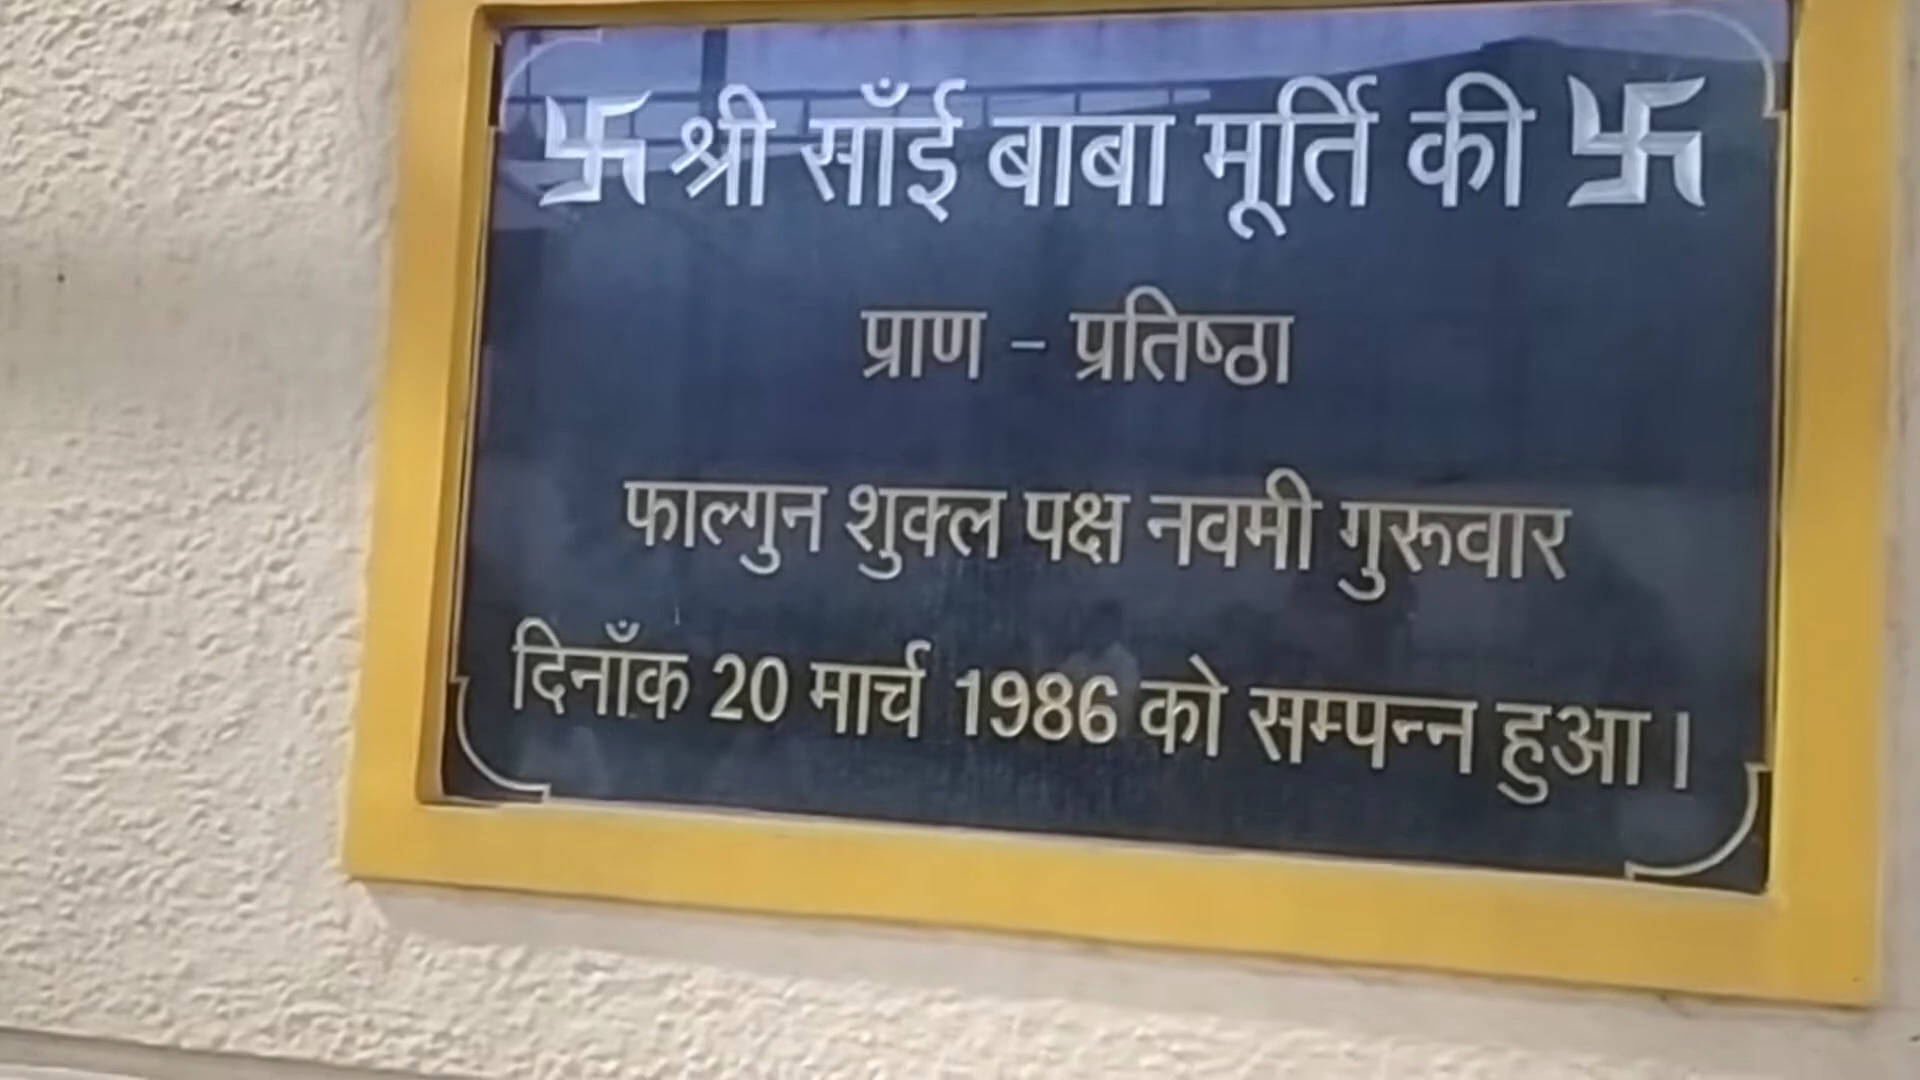 卐 श्री साँई बाबा मूर्ति की 卐
प्राण - प्रतिष्ठा
फाल्गुन शुक्ल पक्ष नवमी गुरूवार
दिनाँक 20 मार्च 1986 को सम्पन्न हुआ।